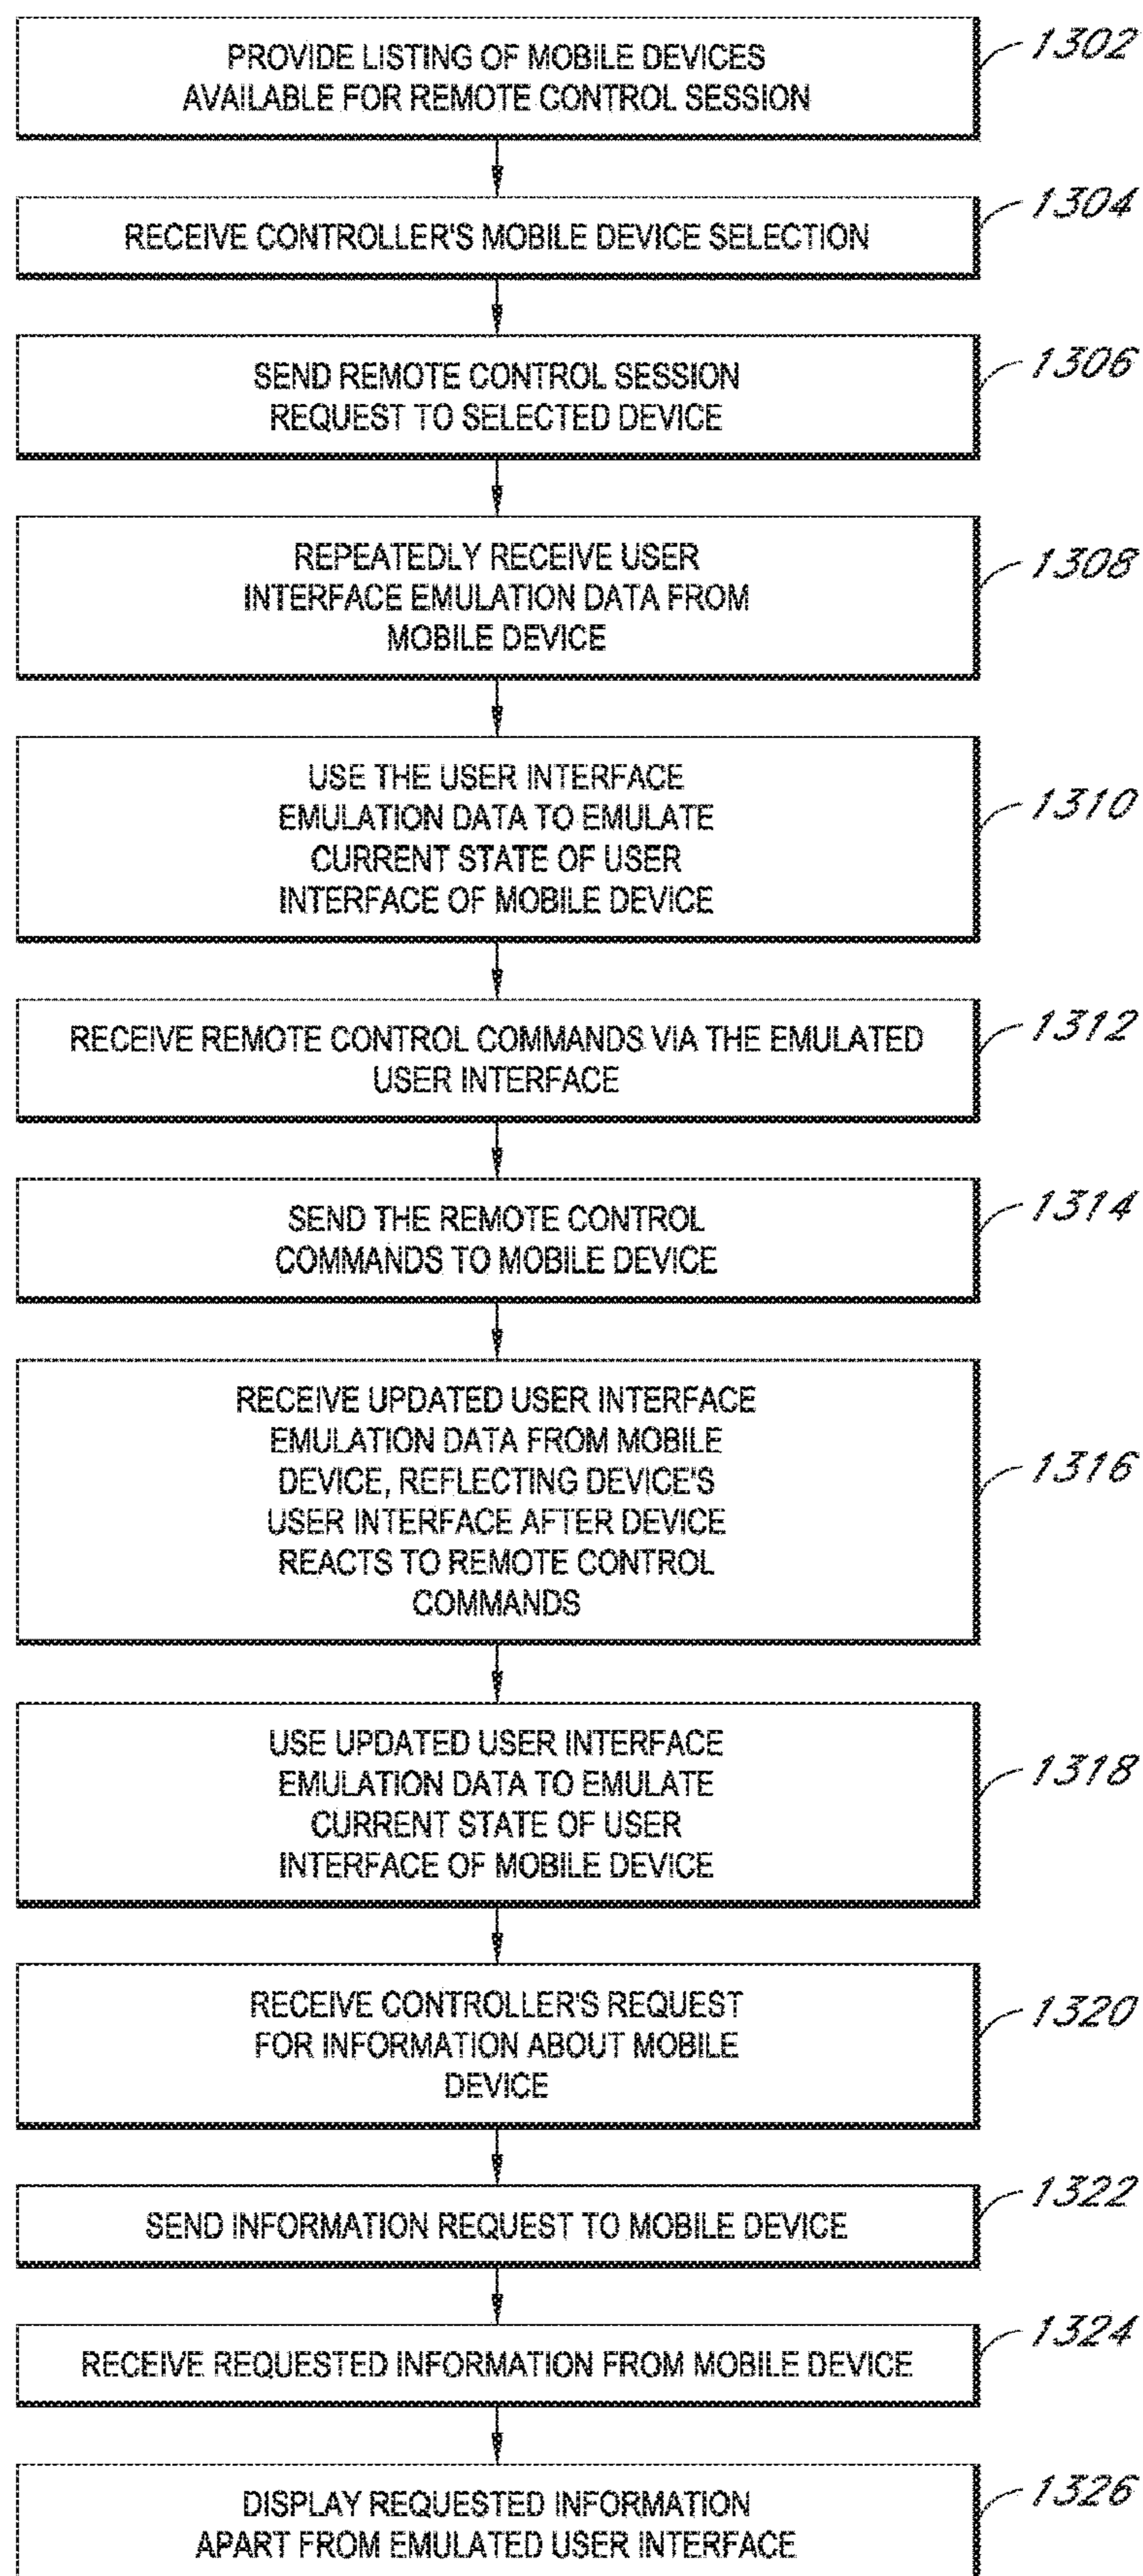 PROVIDE LISTING OF MOBILE DEVICES
AVAILABLE FOR REMOTE CONTROL SESSION
1302
RECEIVE CONTROLLER'S MOBILE DEVICE SELECTION
1304
SEND REMOTE CONTROL SESSION
REQUEST TO SELECTED DEVICE
1306
REPEATEDLY RECEIVE USER
INTERFACE EMULATION DATA FROM
MOBILE DEVICE
1308
USE THE USER INTERFACE
EMULATION DATA TO EMULATE
CURRENT STATE OF USER
INTERFACE OF MOBILE DEVICE
1310
RECEIVE REMOTE CONTROL COMMANDS VIA THE EMULATED
USER INTERFACE
1312
SEND THE REMOTE CONTROL
COMMANDS TO MOBILE DEVICE
1314
RECEIVE UPDATED USER INTERFACE
EMULATION DATA FROM MOBILE
DEVICE, REFLECTING DEVICE'S
USER INTERFACE AFTER DEVICE
REACTS TO REMOTE CONTROL
COMMANDS
1316
USE UPDATED USER INTERFACE
EMULATION DATA TO EMULATE
CURRENT STATE OF USER
INTERFACE OF MOBILE DEVICE
1318
RECEIVE CONTROLLER'S REQUEST
FOR INFORMATION ABOUT MOBILE
DEVICE
1320
SEND INFORMATION REQUEST TO MOBILE DEVICE
1322
RECEIVE REQUESTED INFORMATION FROM MOBILE DEVICE
1324
DISPLAY REQUESTED INFORMATION
APART FROM EMULATED USER INTERFACE
1326